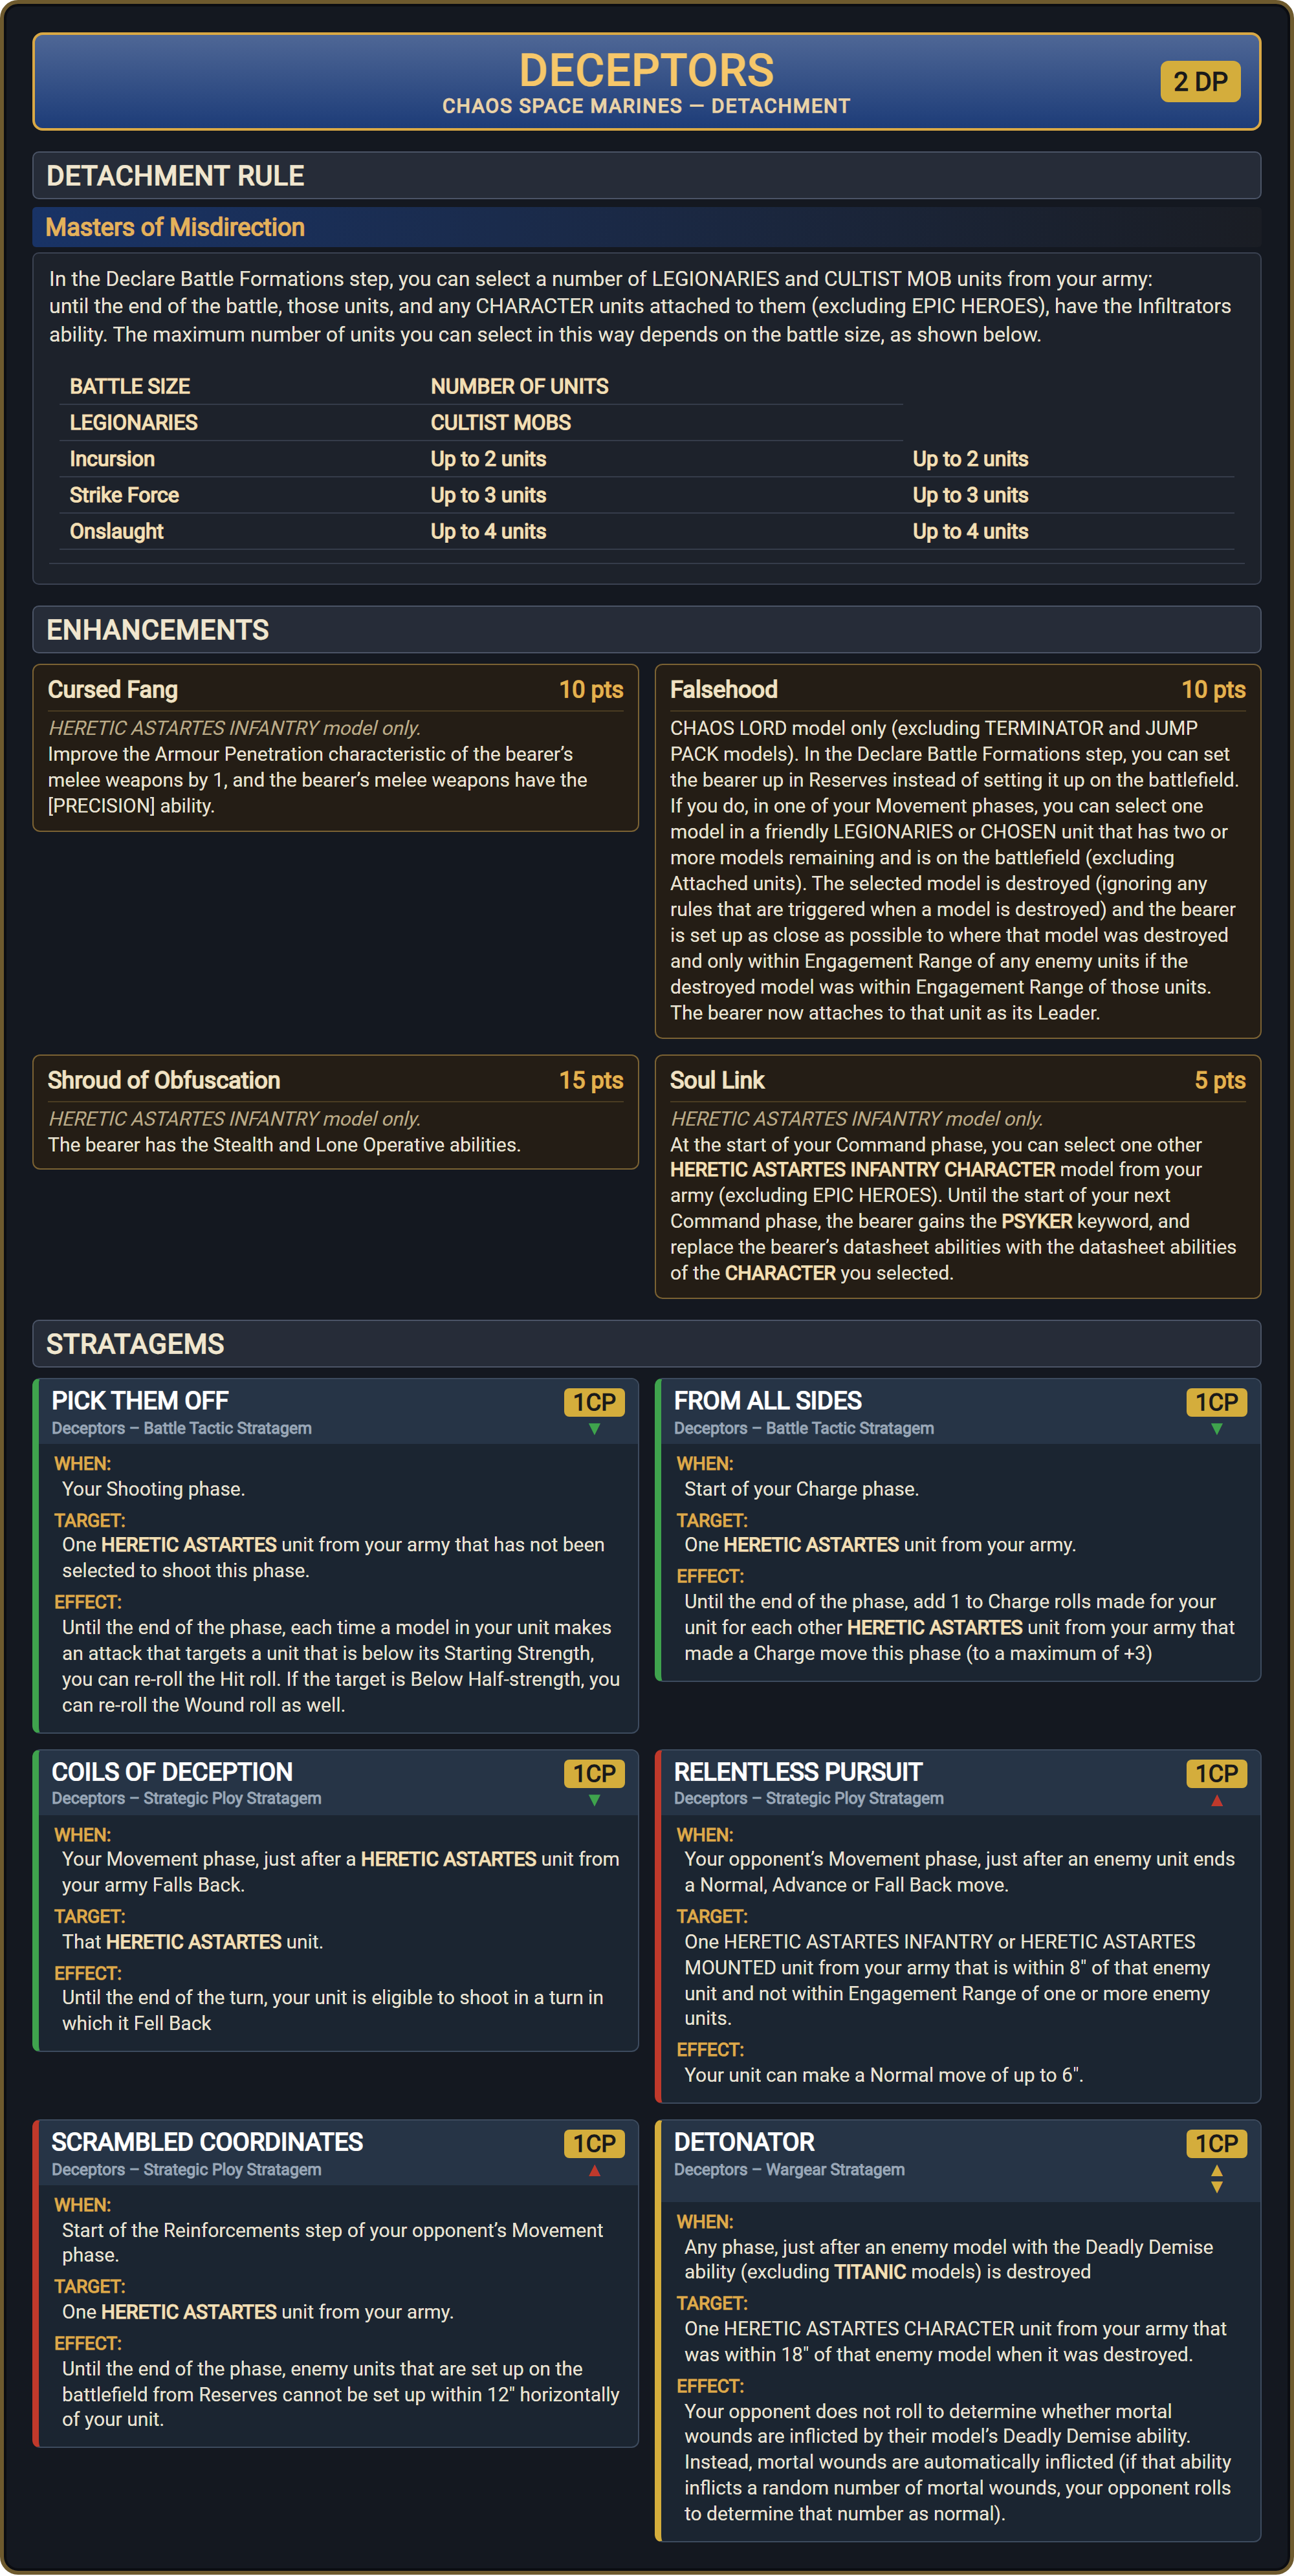 DECEPTORS
CHAOS SPACE MARINES — DETACHMENT
2 DP
DETACHMENT RULE
Masters of Misdirection
In the Declare Battle Formations step, you can select a number of LEGIONARIES and CULTIST MOB units from your army:
until the end of the battle, those units, and any CHARACTER units attached to them (excluding EPIC HEROES), have the Infiltrators
ability. The maximum number of units you can select in this way depends on the battle size, as shown below.
BATTLE SIZE NUMBER OF UNITS
LEGIONARIES CULTIST MOBS
Incursion Up to 2 units Up to 2 units
Strike Force Up to 3 units Up to 3 units
Onslaught Up to 4 units Up to 4 units
ENHANCEMENTS
Cursed Fang 10 pts
HERETIC ASTARTES INFANTRY model only.
Improve the Armour Penetration characteristic of the bearer’s
melee weapons by 1, and the bearer’s melee weapons have the
[PRECISION] ability.
Falsehood 10 pts
CHAOS LORD model only (excluding TERMINATOR and JUMP
PACK models). In the Declare Battle Formations step, you can set
the bearer up in Reserves instead of setting it up on the battlefield.
If you do, in one of your Movement phases, you can select one
model in a friendly LEGIONARIES or CHOSEN unit that has two or
more models remaining and is on the battlefield (excluding
Attached units). The selected model is destroyed (ignoring any
rules that are triggered when a model is destroyed) and the bearer
is set up as close as possible to where that model was destroyed
and only within Engagement Range of any enemy units if the
destroyed model was within Engagement Range of those units.
The bearer now attaches to that unit as its Leader.
Shroud of Obfuscation 15 pts
HERETIC ASTARTES INFANTRY model only.
The bearer has the Stealth and Lone Operative abilities.
Soul Link 5 pts
HERETIC ASTARTES INFANTRY model only.
At the start of your Command phase, you can select one other
HERETIC ASTARTES INFANTRY CHARACTER model from your
army (excluding EPIC HEROES). Until the start of your next
Command phase, the bearer gains the PSYKER keyword, and
replace the bearer’s datasheet abilities with the datasheet abilities
of the CHARACTER you selected.
STRATAGEMS
PICK THEM OFF 1CP
Deceptors – Battle Tactic Stratagem ▼
WHEN:
Your Shooting phase.
TARGET:
One HERETIC ASTARTES unit from your army that has not been
selected to shoot this phase.
EFFECT:
Until the end of the phase, each time a model in your unit makes
an attack that targets a unit that is below its Starting Strength,
you can re-roll the Hit roll. If the target is Below Half-strength, you
can re-roll the Wound roll as well.
FROM ALL SIDES 1CP
Deceptors – Battle Tactic Stratagem ▼
WHEN:
Start of your Charge phase.
TARGET:
One HERETIC ASTARTES unit from your army.
EFFECT:
Until the end of the phase, add 1 to Charge rolls made for your
unit for each other HERETIC ASTARTES unit from your army that
made a Charge move this phase (to a maximum of +3)
COILS OF DECEPTION 1CP
Deceptors – Strategic Ploy Stratagem ▼
WHEN:
Your Movement phase, just after a HERETIC ASTARTES unit from
your army Falls Back.
TARGET:
That HERETIC ASTARTES unit.
EFFECT:
Until the end of the turn, your unit is eligible to shoot in a turn in
which it Fell Back
RELENTLESS PURSUIT 1CP
Deceptors – Strategic Ploy Stratagem ▲
WHEN:
Your opponent’s Movement phase, just after an enemy unit ends
a Normal, Advance or Fall Back move.
TARGET:
One HERETIC ASTARTES INFANTRY or HERETIC ASTARTES
MOUNTED unit from your army that is within 8" of that enemy
unit and not within Engagement Range of one or more enemy
units.
EFFECT:
Your unit can make a Normal move of up to 6".
SCRAMBLED COORDINATES 1CP
Deceptors – Strategic Ploy Stratagem ▲
WHEN:
Start of the Reinforcements step of your opponent’s Movement
phase.
TARGET:
One HERETIC ASTARTES unit from your army.
EFFECT:
Until the end of the phase, enemy units that are set up on the
battlefield from Reserves cannot be set up within 12" horizontally
of your unit.
DETONATOR 1CP
Deceptors – Wargear Stratagem ▲
▼
WHEN:
Any phase, just after an enemy model with the Deadly Demise
ability (excluding TITANIC models) is destroyed
TARGET:
One HERETIC ASTARTES CHARACTER unit from your army that
was within 18" of that enemy model when it was destroyed.
EFFECT:
Your opponent does not roll to determine whether mortal
wounds are inflicted by their model’s Deadly Demise ability.
Instead, mortal wounds are automatically inflicted (if that ability
inflicts a random number of mortal wounds, your opponent rolls
to determine that number as normal).